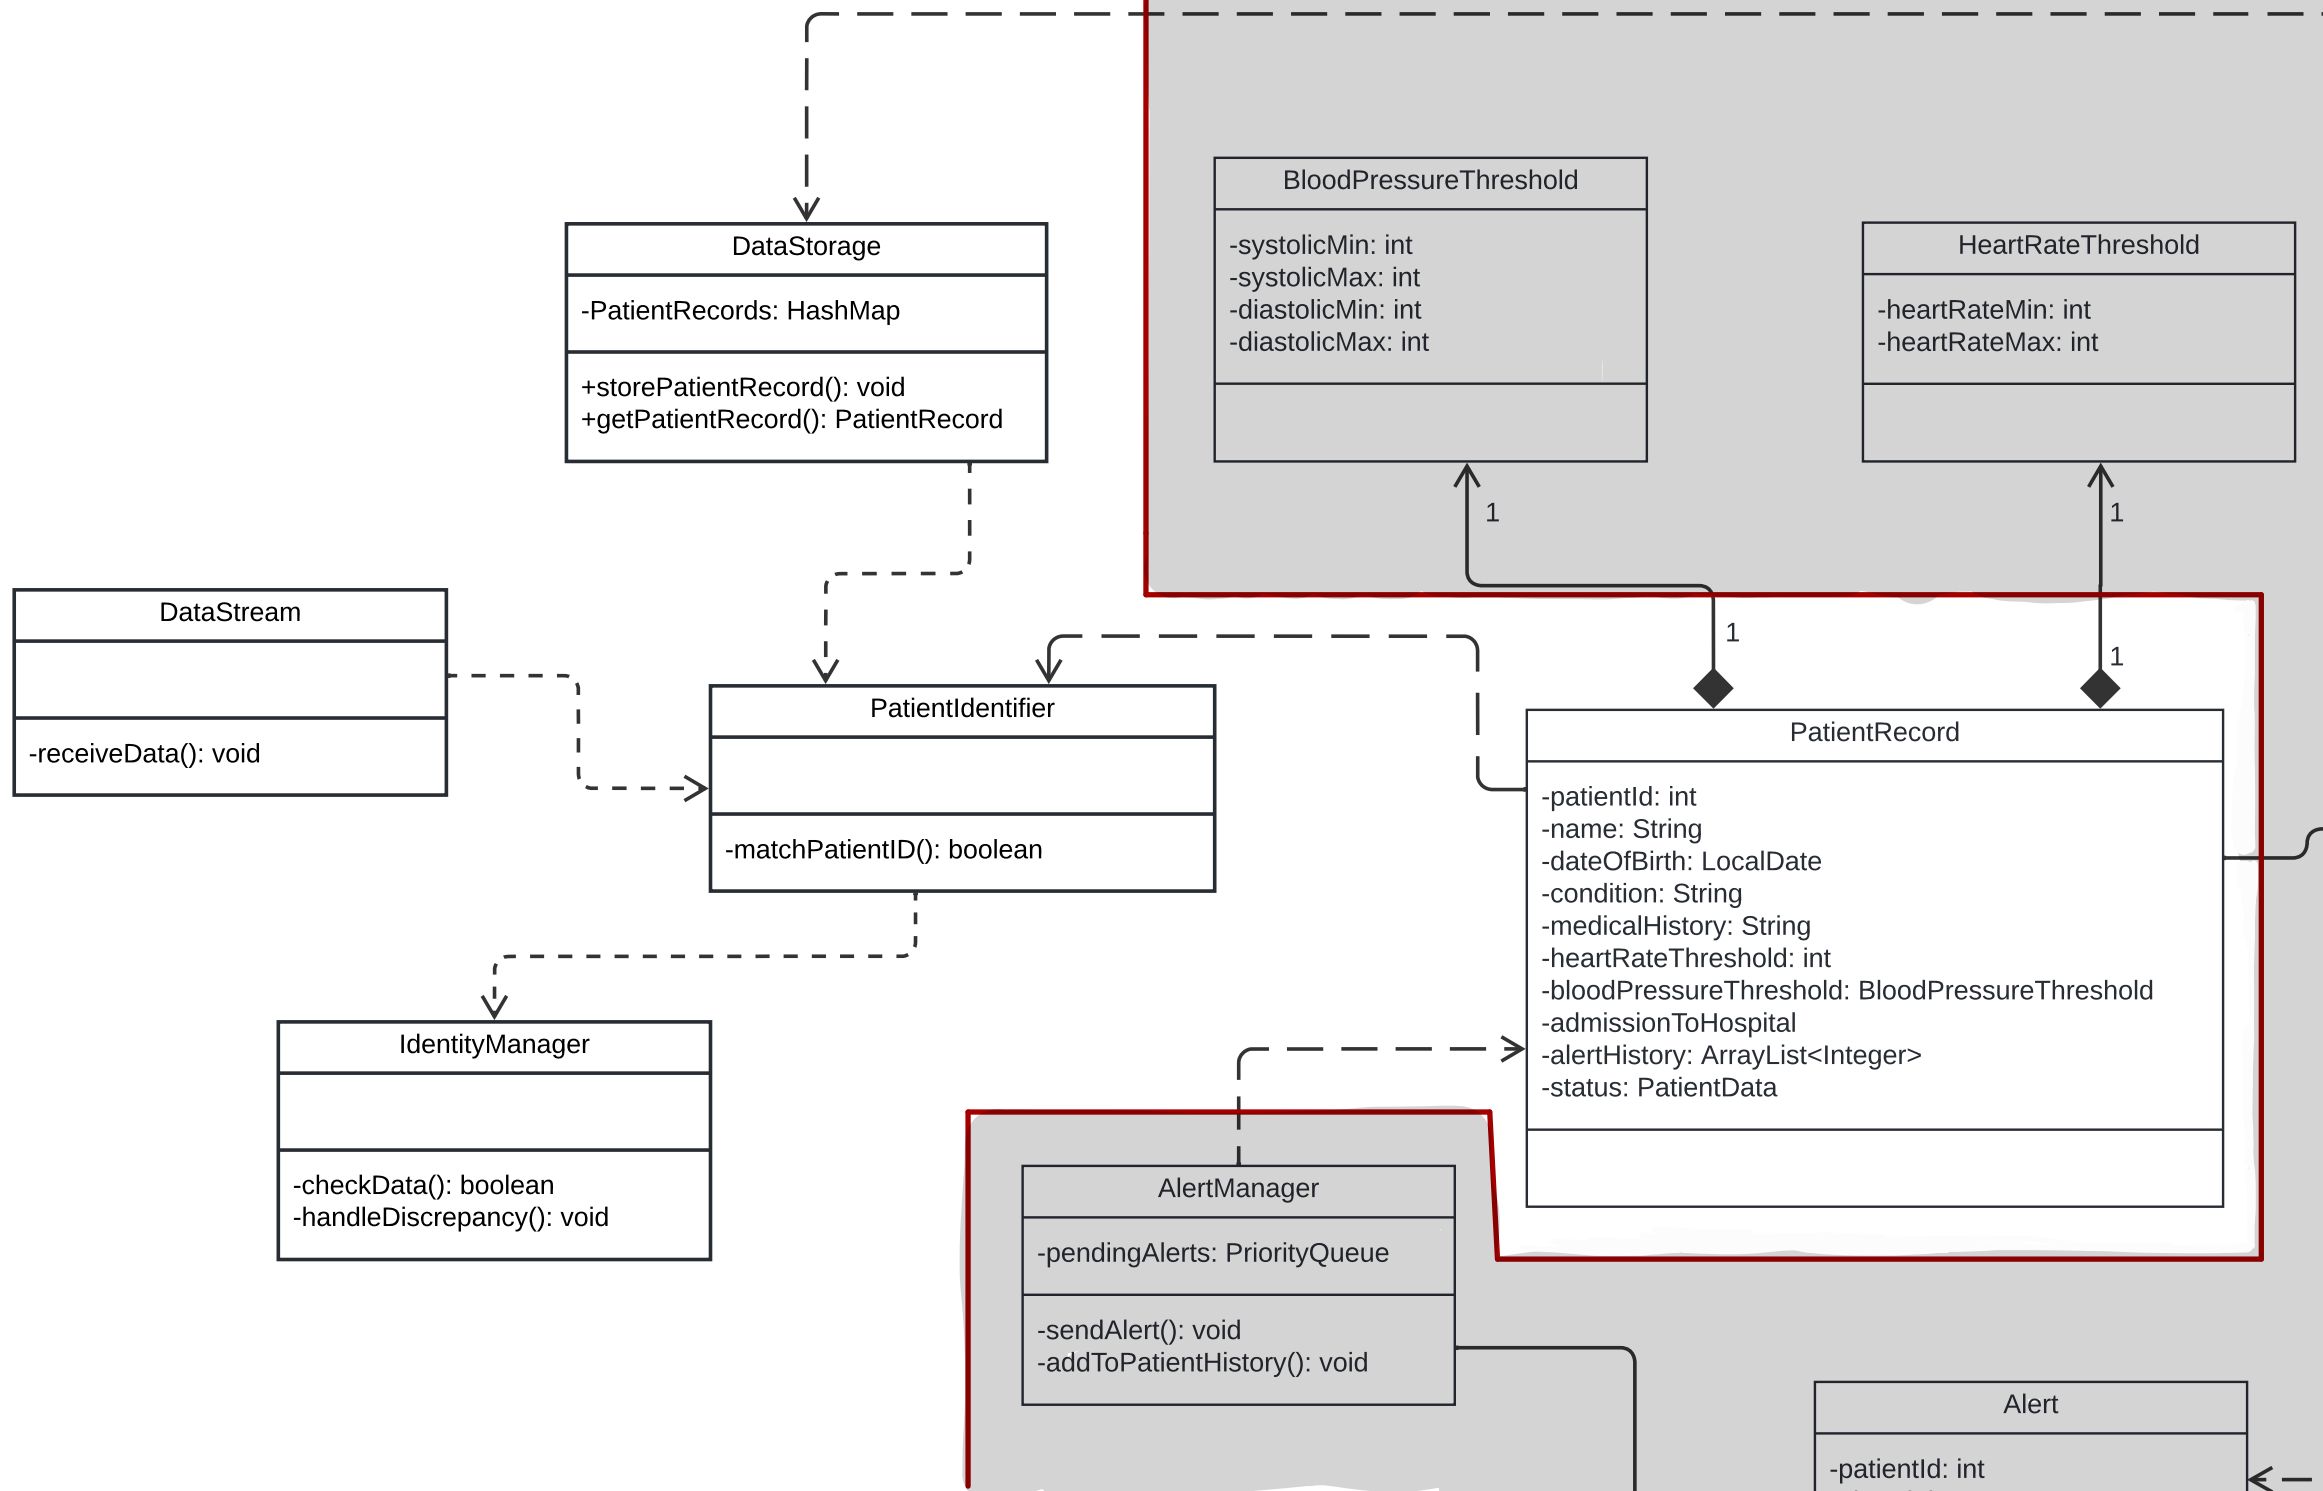 BloodPressureThreshold
-systolicMin: int
-systolicMax: int
-diastolicMin: int
-diastolicMax: int
HeartRateThreshold
-heartRateMin: int
-heartRateMax: int
DataStorage
-PatientRecords: HashMap
+storePatientRecord(): void
+getPatientRecord(): PatientRecord
1
1
1
1
DataStream
-receiveData(): void
PatientIdentifier
-matchPatientID(): boolean
PatientRecord
-patientId: int
-name: String
-dateOfBirth: LocalDate
-condition: String
-medicalHistory: String
-heartRateThreshold: int
-bloodPressureThreshold: BloodPressureThreshold
-admissionToHospital
-alertHistory: ArrayList<Integer>
-status: PatientData
IdentityManager
-checkData(): boolean
-handleDiscrepancy(): void
AlertManager
-pendingAlerts: PriorityQueue
-sendAlert(): void
-addToPatientHistory(): void
Alert
-patientId: int